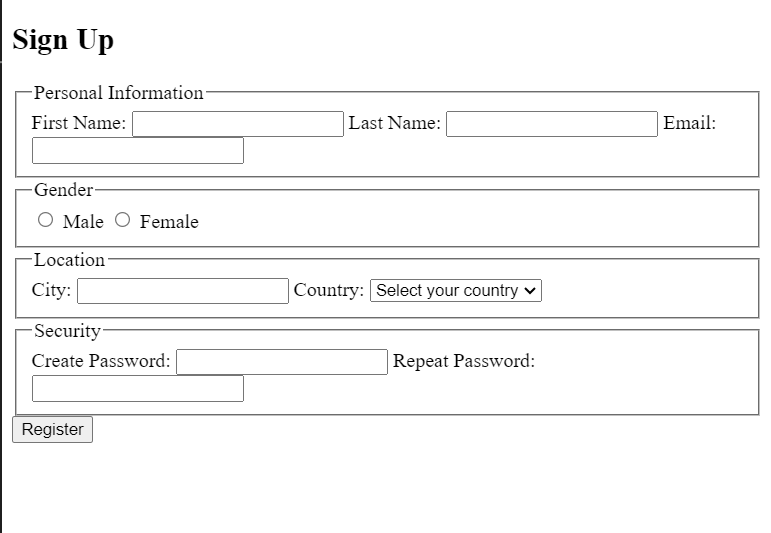 Sign Up
Personal Information
First Name: Last Name: Email:
Gender
Male Female
Location
City: Country: Select your country
Security
Create Password: Repeat Password:
Register